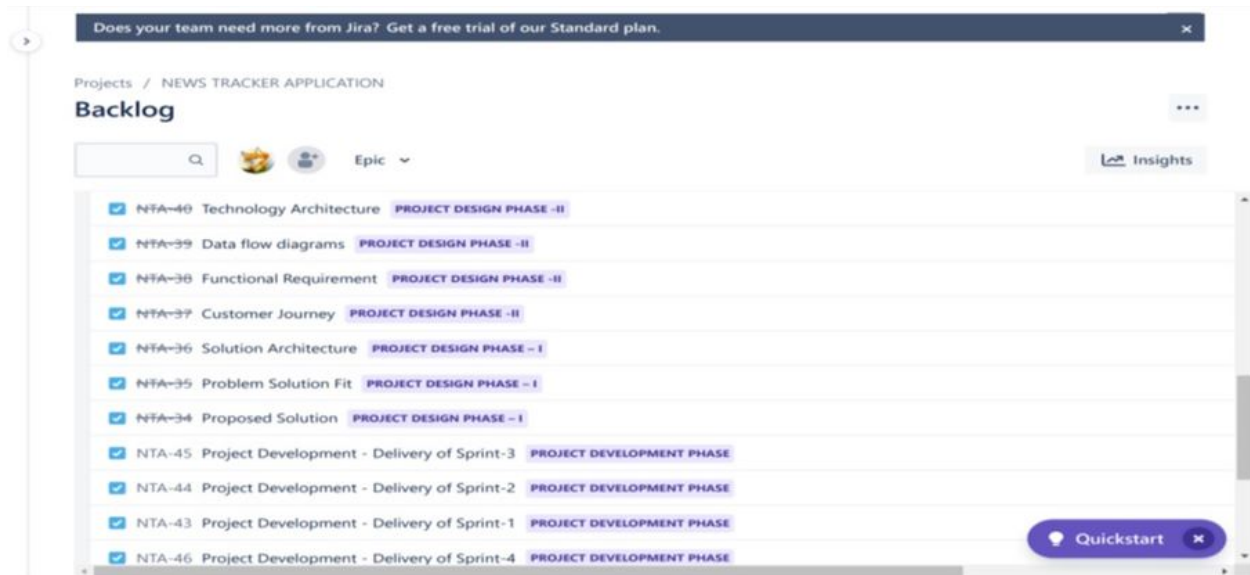 Does your team need more from Jira? Get a free trial of our Standard plan.
Projects / NEWS TRACKER APPLICATION
Backlog
Epic
Insights
NTA-40 Technology Architecture PROJECT DESIGN PHASE -II
NTA-39 Data flow diagrams PROJECT DESIGN PHASE -II
NTA-38 Functional Requirement PROJECT DESIGN PHASE -II
NTA-37 Customer Journey PROJECT DESIGN PHASE -II
NTA-36 Solution Architecture PROJECT DESIGN PHASE – I
NTA-35 Problem Solution Fit PROJECT DESIGN PHASE – I
NTA-34 Proposed Solution PROJECT DESIGN PHASE – I
NTA-45 Project Development - Delivery of Sprint-3 PROJECT DEVELOPMENT PHASE
NTA-44 Project Development - Delivery of Sprint-2 PROJECT DEVELOPMENT PHASE
NTA-43 Project Development - Delivery of Sprint-1 PROJECT DEVELOPMENT PHASE
NTA-46 Project Development - Delivery of Sprint-4 PROJECT DEVELOPMENT PHASE
Quickstart